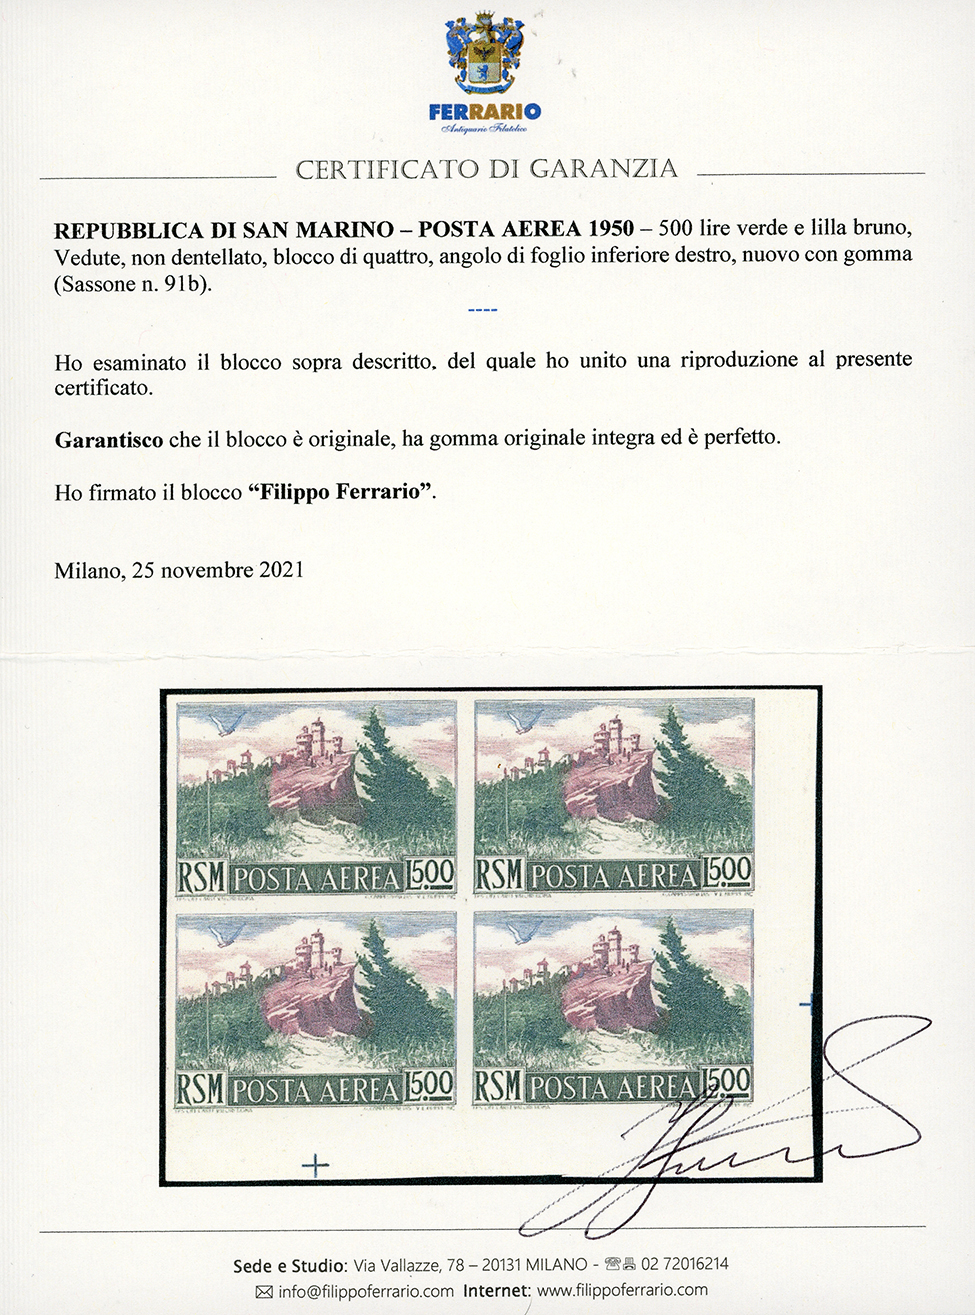 FERRARIO
Antiquario Filatelico
CERTIFICATO DI GARANZIA
REPUBBLICA DI SAN MARINO – POSTA AEREA 1950 – 500 lire verde e lilla bruno,
Vedute, non dentellato, blocco di quattro, angolo di foglio inferiore destro, nuovo con gomma
(Sassone n. 91b).
----
Ho esaminato il blocco sopra descritto, del quale ho unito una riproduzione al presente
certificato.
Garantisco che il blocco è originale, ha gomma originale integra ed è perfetto.
Ho firmato il blocco “Filippo Ferrario”.
Milano, 25 novembre 2021
RSM POSTA AEREA L.500
RSM POSTA AEREA L.500
RSM POSTA AEREA L.500
RSM POSTA AEREA L.500
Sede e Studio: Via Vallazze, 78 – 20131 MILANO - 02 72016214
info@filippoferrario.com Internet: www.filippoferrario.com